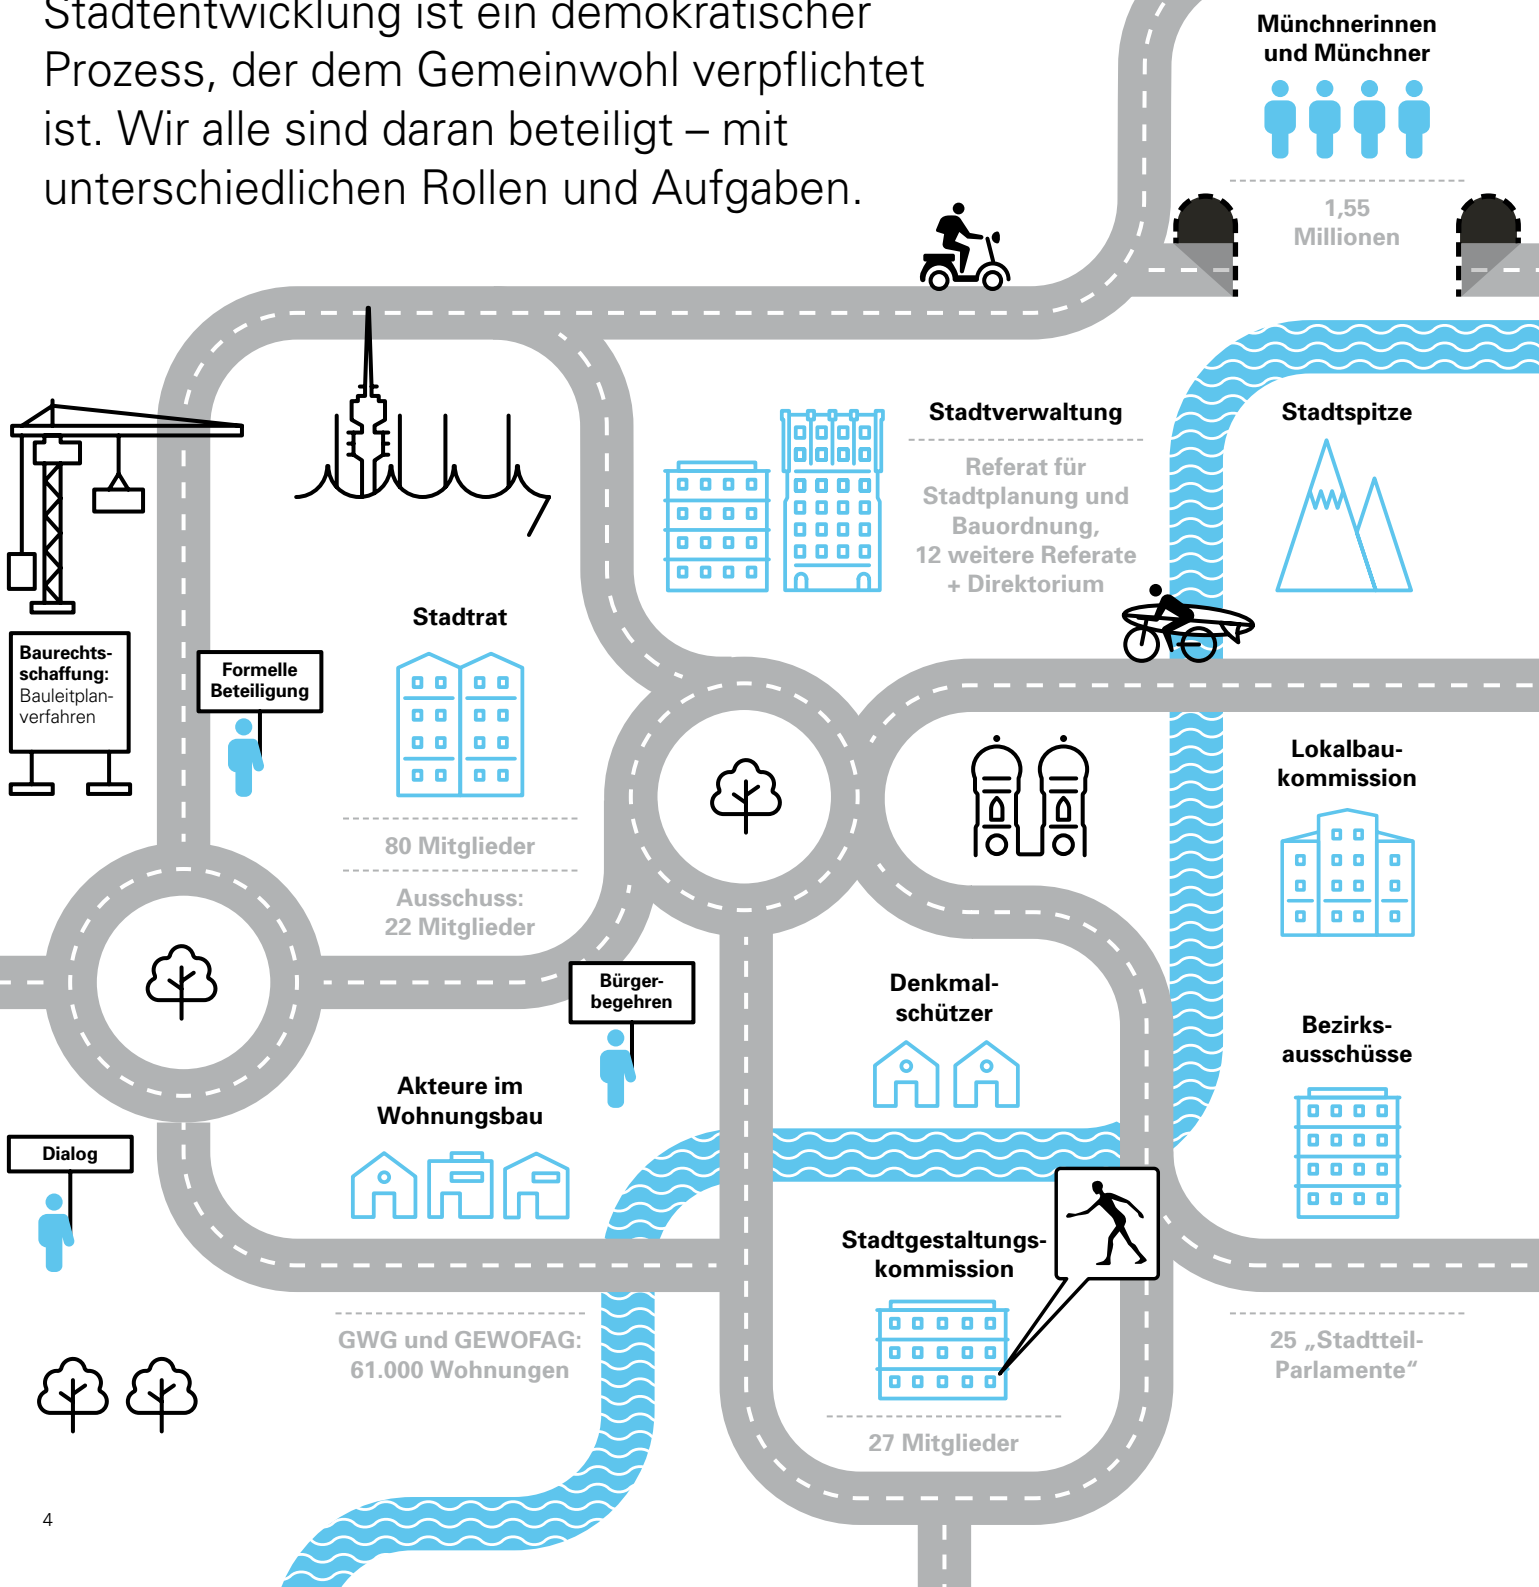 Stadtentwicklung ist ein demokratischer
Prozess, der dem Gemeinwohl verpflichtet
ist. Wir alle sind daran beteiligt – mit
unterschiedlichen Rollen und Aufgaben.
Münchnerinnen
und Münchner
1,55
Millionen
Stadtverwaltung
Referat für
Stadtplanung und
Bauordnung,
12 weitere Referate
+ Direktorium
Stadtspitze
Stadtrat
80 Mitglieder
Ausschuss:
22 Mitglieder
Baurechts-
schaffung:
Bauleitplan-
verfahren
Formelle
Beteiligung
Lokalbau-
kommission
Bürger-
begehren
Denkmal-
schützer
Bezirks-
ausschüsse
Akteure im
Wohnungsbau
Dialog
Stadtgestaltungs-
kommission
GWG und GEWOFAG:
61.000 Wohnungen
25 „Stadtteil-
Parlamente“
27 Mitglieder
4